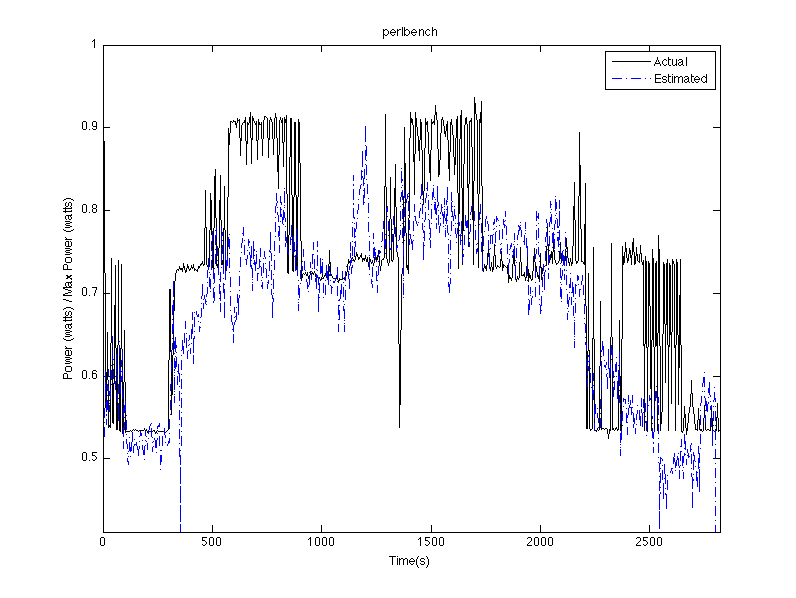 perlbench
Actual
Estimated
Power (watts) / Max Power (watts)
1
0.9
0.8
0.7
0.6
0.5
0
500
1000
1500
2000
2500
Time(s)